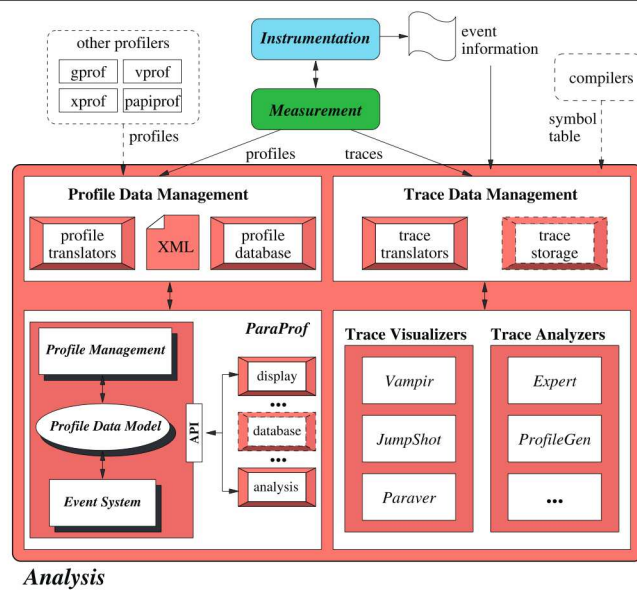 other profilers
gprof
vprof
xprof
papiprof
profiles
Instrumentation
event
information
Measurement
compilers
symbol
table
profiles
traces
Profile Data Management
profile
translators
XML
profile
database
Trace Data Management
trace
translators
trace
storage
ParaProf
Profile Management
Profile Data Model
Event System
API
display
•••
database
•••
analysis
Trace Visualizers
Vampir
JumpShot
Paraver
Trace Analyzers
Expert
ProfileGen
•••
Analysis